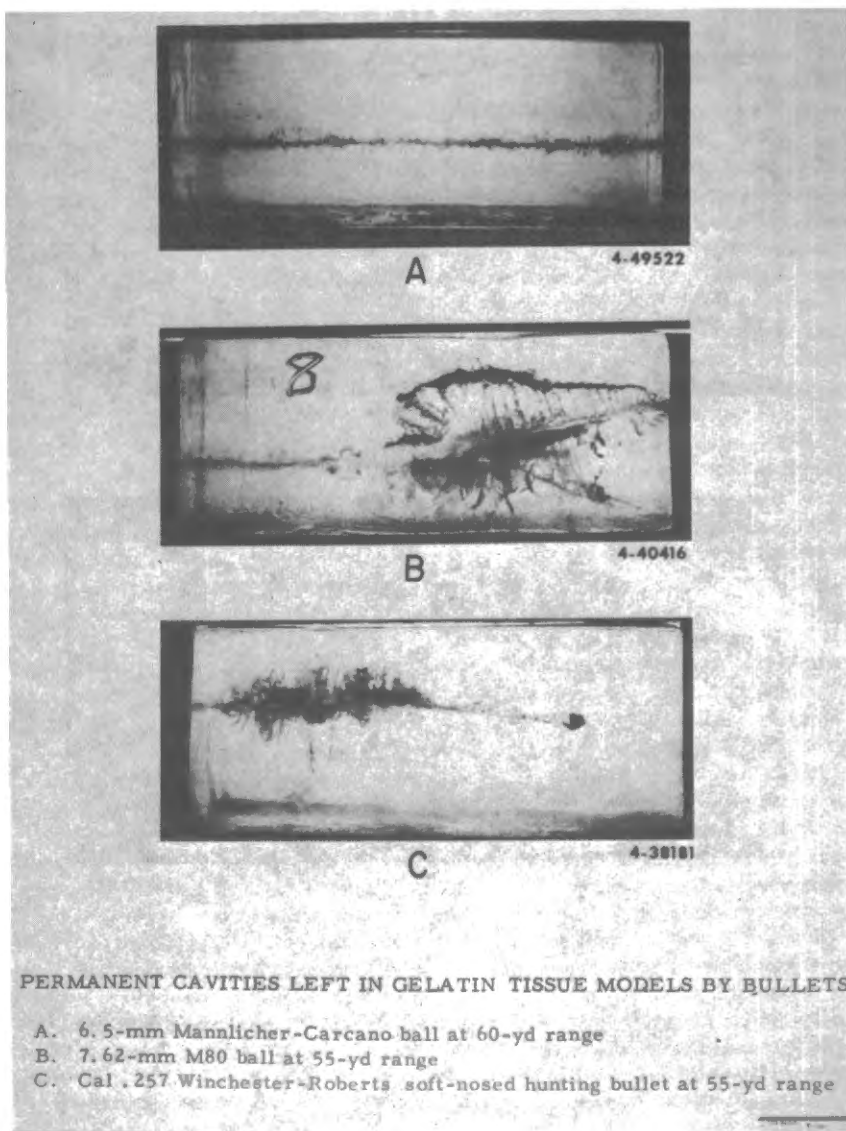 A
4-49522
8
B
4-40416
C
4-38181
PERMANENT CAVITIES LEFT IN GELATIN TISSUE MODELS BY BULLETS
A. 6.5-mm Mannlicher-Carcano ball at 60-yd range
B. 7.62-mm M80 ball at 55-yd range
C. Cal .257 Winchester-Roberts soft-nosed hunting bullet at 55-yd range